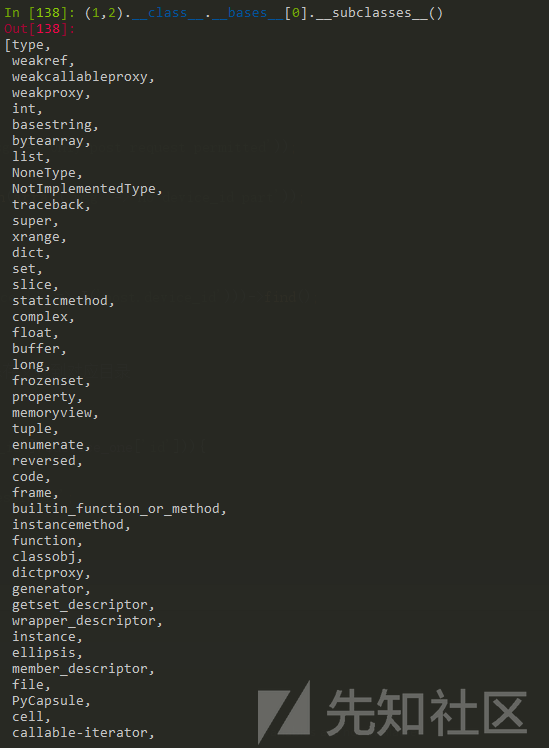 In [138]: (1,2).__class__.__bases__[0].__subclasses__()
Out[138]:
[type,
weakref,
weakcallableproxy,
weakproxy,
int,
basestring,
bytearray,
list,
NoneType,
NotImplementedType,
traceback,
super,
xrange,
dict,
set,
slice,
staticmethod,
complex,
float,
buffer,
long,
frozenset,
property,
memoryview,
tuple,
enumerate,
reversed,
code,
frame,
builtin_function_or_method,
instancemethod,
function,
classobj,
dictproxy,
generator,
getset_descriptor,
wrapper_descriptor,
instance,
ellipsis,
member_descriptor,
file,
PyCapsule,
cell,
callable-iterator,
先知社区